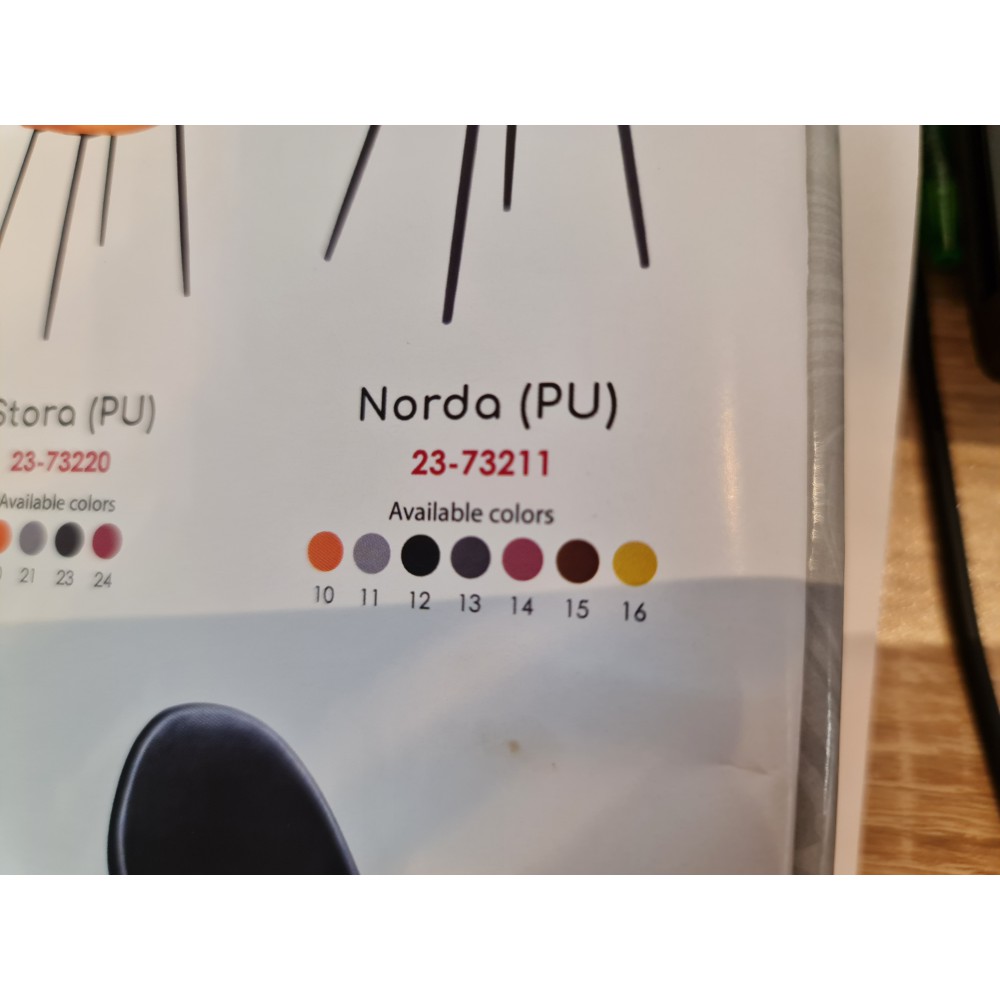 Stora (PU)
23-73220
Available colors
21 23 24
Norda (PU)
23-73211
Available colors
10 11 12 13 14 15 16